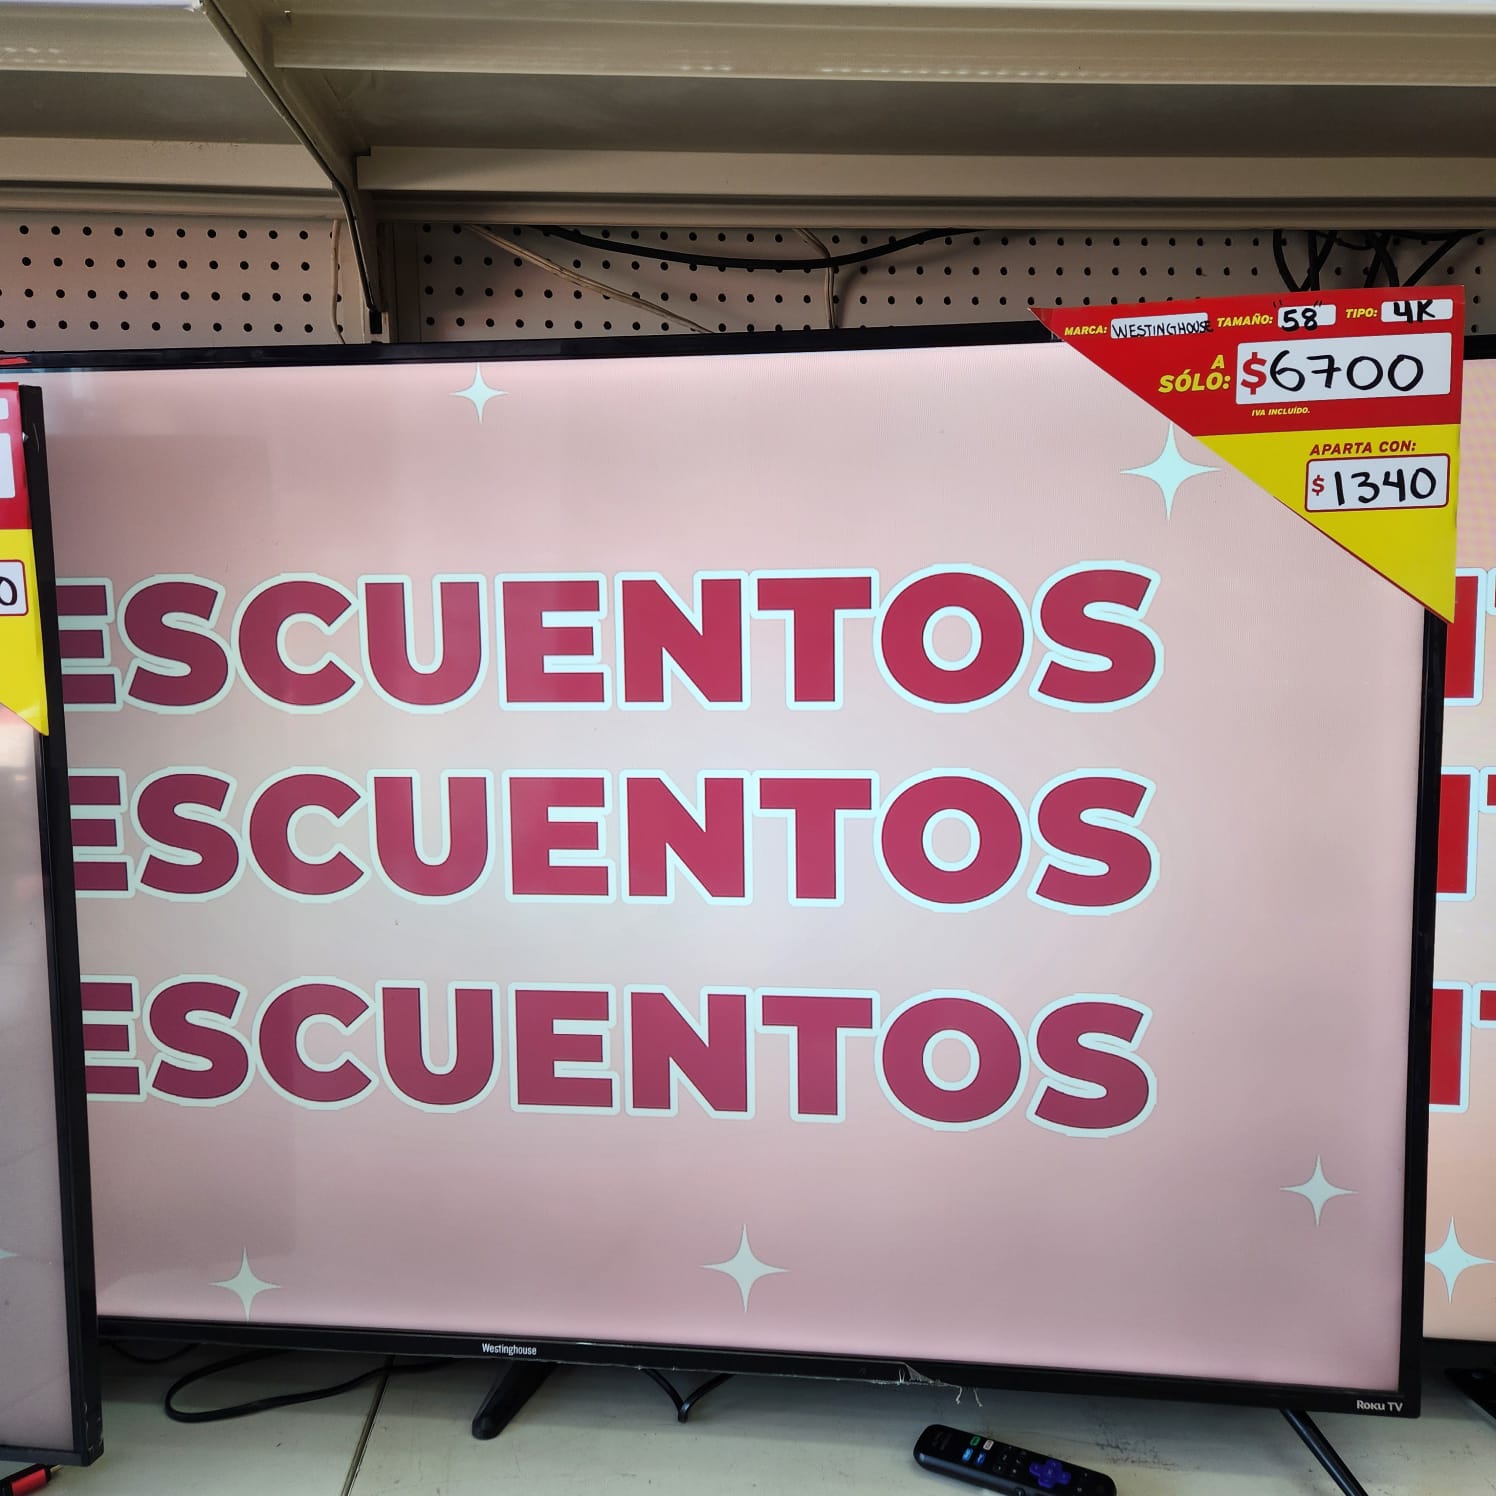 MARCA: WESTINGHOUSE TAMAÑO: "58" TIPO: 4K
A SÓLO: $6700
IVA INCLUÍDO.
APARTA CON:
$1340
ESCUENTOS
ESCUENTOS
ESCUENTOS
Westinghouse
Roku TV